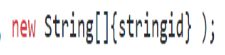 , new String[]{stringid} );